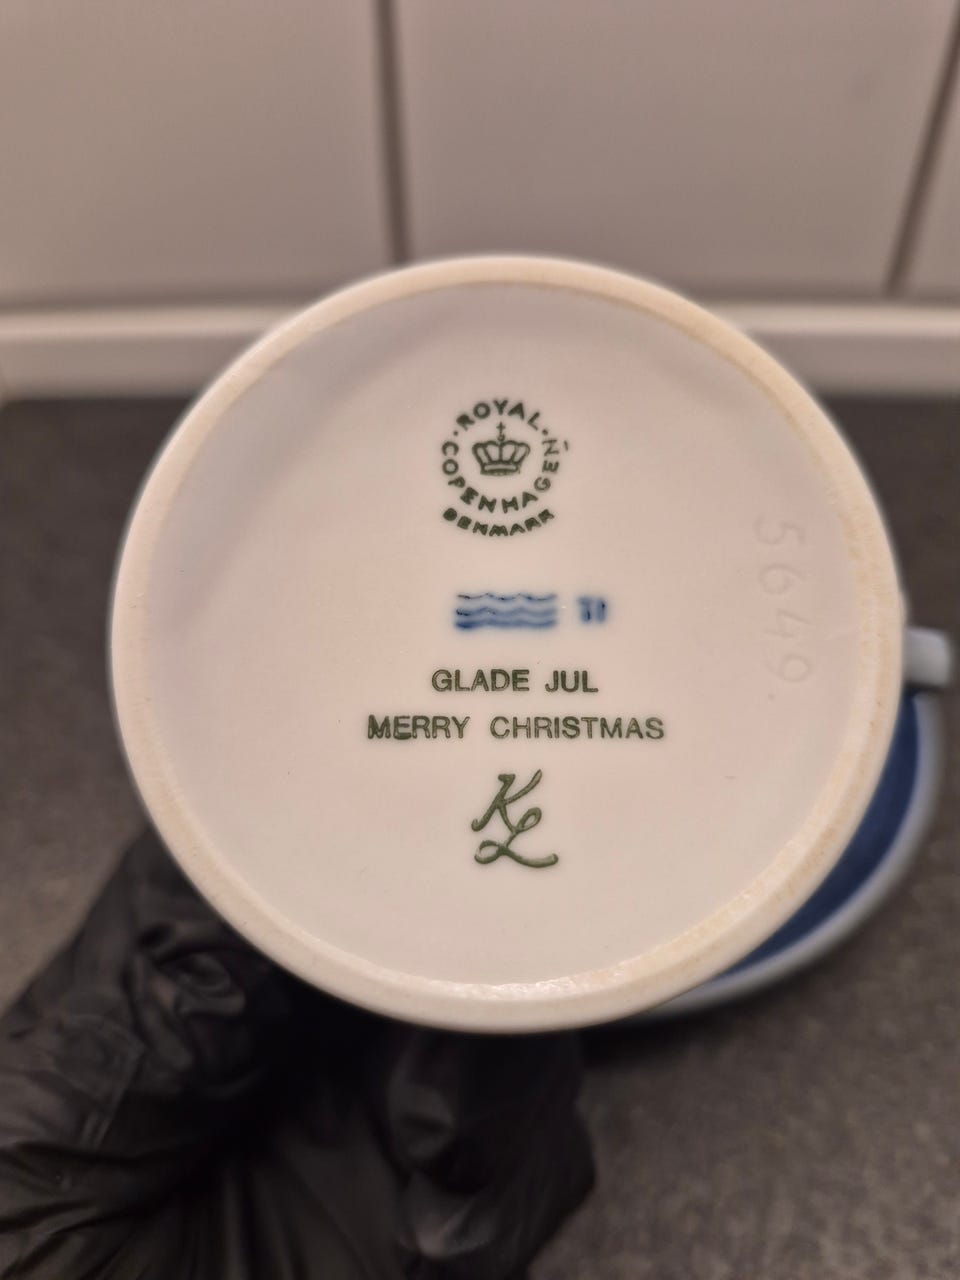 ROYAL
COPENHAGEN
DENMARK
GLADE JUL
MERRY CHRISTMAS
KL
5649.